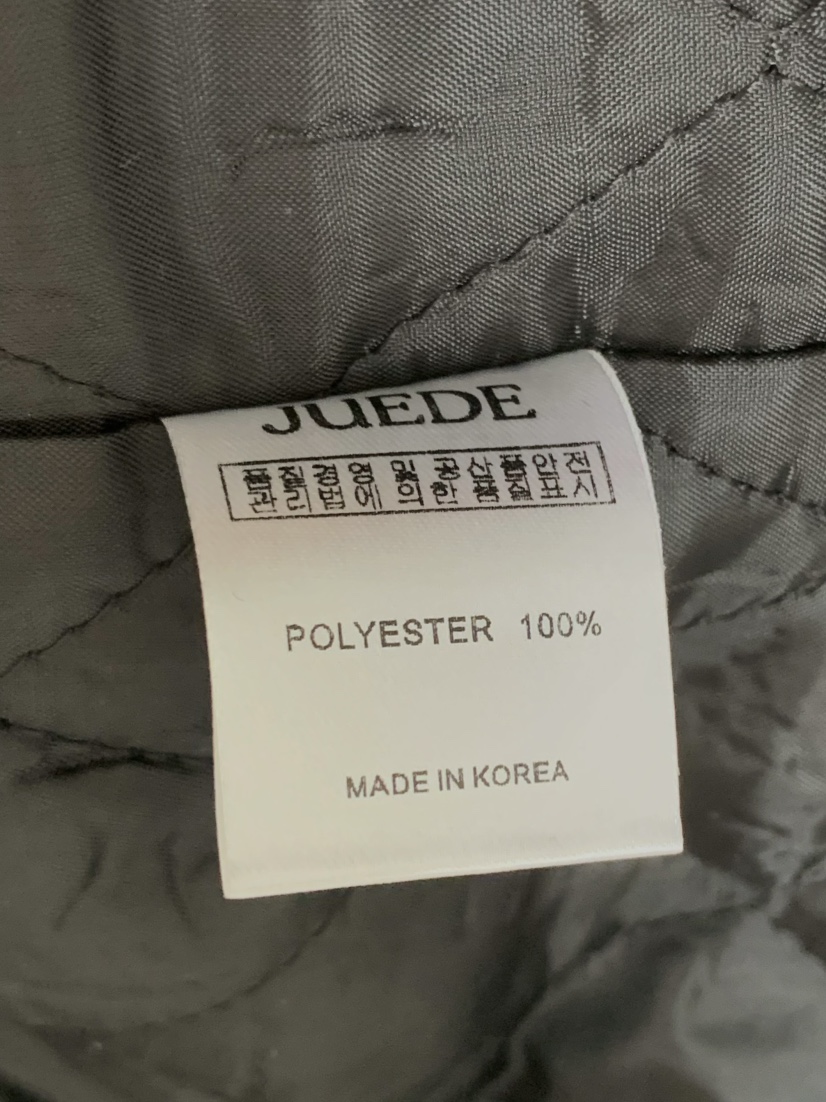 JUEDE
품질경영 및 공산품안전
관리법에 의한 품질표시
POLYESTER 100%
MADE IN KOREA